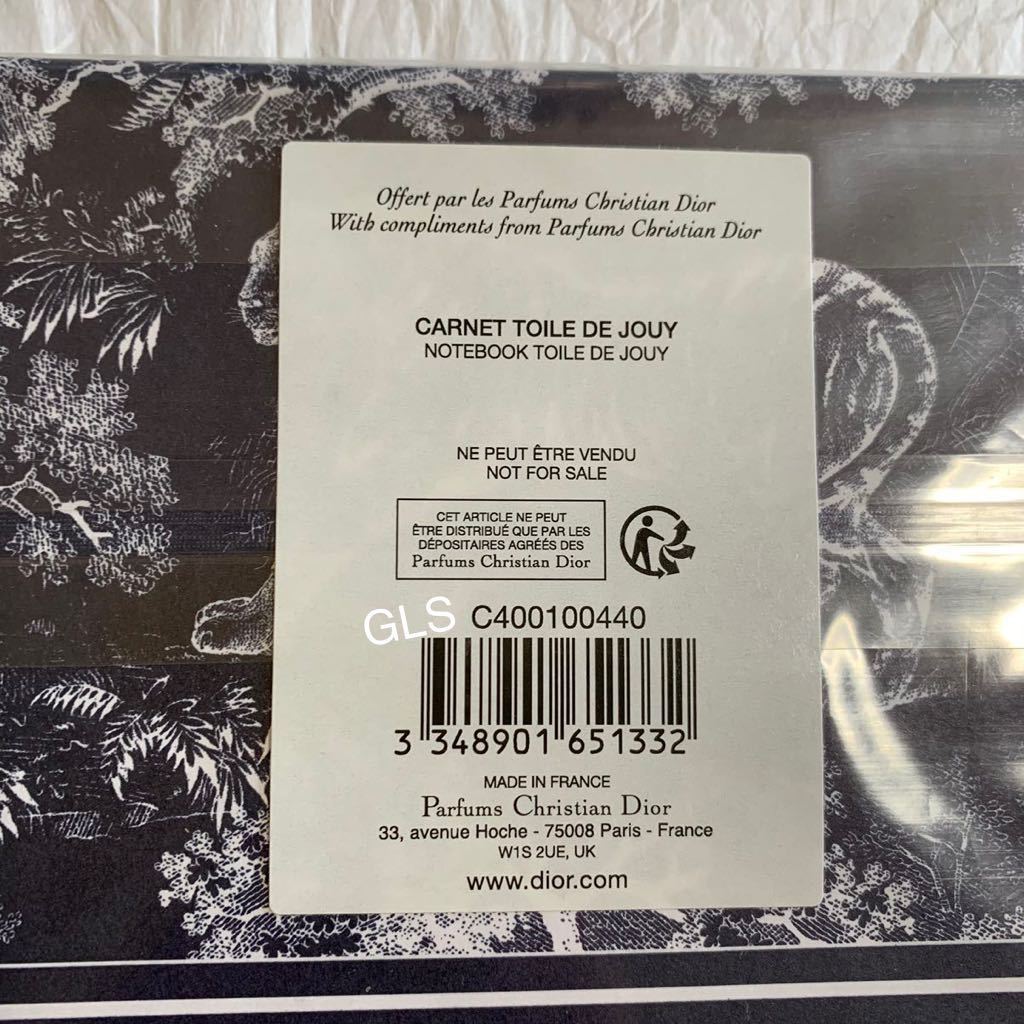 Offert par les Parfums Christian Dior
With compliments from Parfums Christian Dior
CARNET TOILE DE JOUY
NOTEBOOK TOILE DE JOUY
NE PEUT ÊTRE VENDU
NOT FOR SALE
CET ARTICLE NE PEUT
ÊTRE DISTRIBUÉ QUE PAR LES
DÉPOSITAIRES AGRÉÉS DES
Parfums Christian Dior
GLS C400100440
3 348901 651332
MADE IN FRANCE
Parfums Christian Dior
33, avenue Hoche - 75008 Paris - France
W1S 2UE, UK
www.dior.com